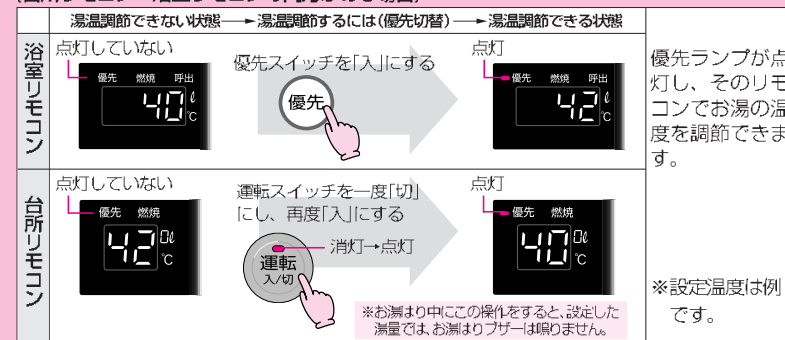 湯温調節できない状態→湯温調節するには(優先切替)→湯温調節できる状態
浴室リモコン
点灯していない
優先 燃焼 呼出
40 ℓ ℃
優先スイッチを「入」にする
優先
点灯
優先 燃焼 呼出
42 ℓ ℃
優先ランプが点
灯し、そのリモ
コンでお湯の温
度を調節できま
す。
台所リモコン
点灯していない
優先 燃焼
42 0ℓ ℃
運転スイッチを一度「切」
にし、再度「入」にする
消灯→点灯
運転
入/切
点灯
優先 燃焼
40 0ℓ ℃
※お湯はり中にこの操作をすると、設定した
湯量では、お湯はりブザーは鳴りません。
※設定温度は例
です。